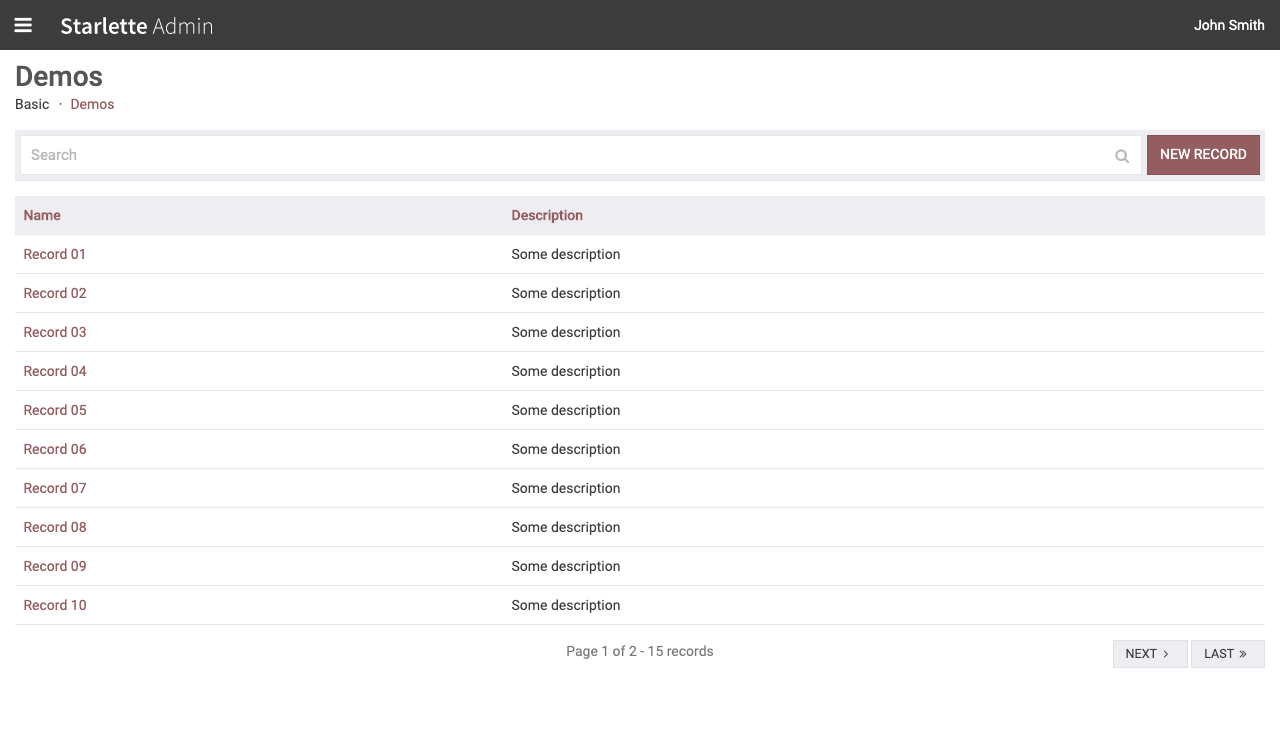 Starlette Admin John Smith
Demos
Basic · Demos
Search NEW RECORD
Name Description
Record 01 Some description
Record 02 Some description
Record 03 Some description
Record 04 Some description
Record 05 Some description
Record 06 Some description
Record 07 Some description
Record 08 Some description
Record 09 Some description
Record 10 Some description
Page 1 of 2 - 15 records NEXT › LAST »